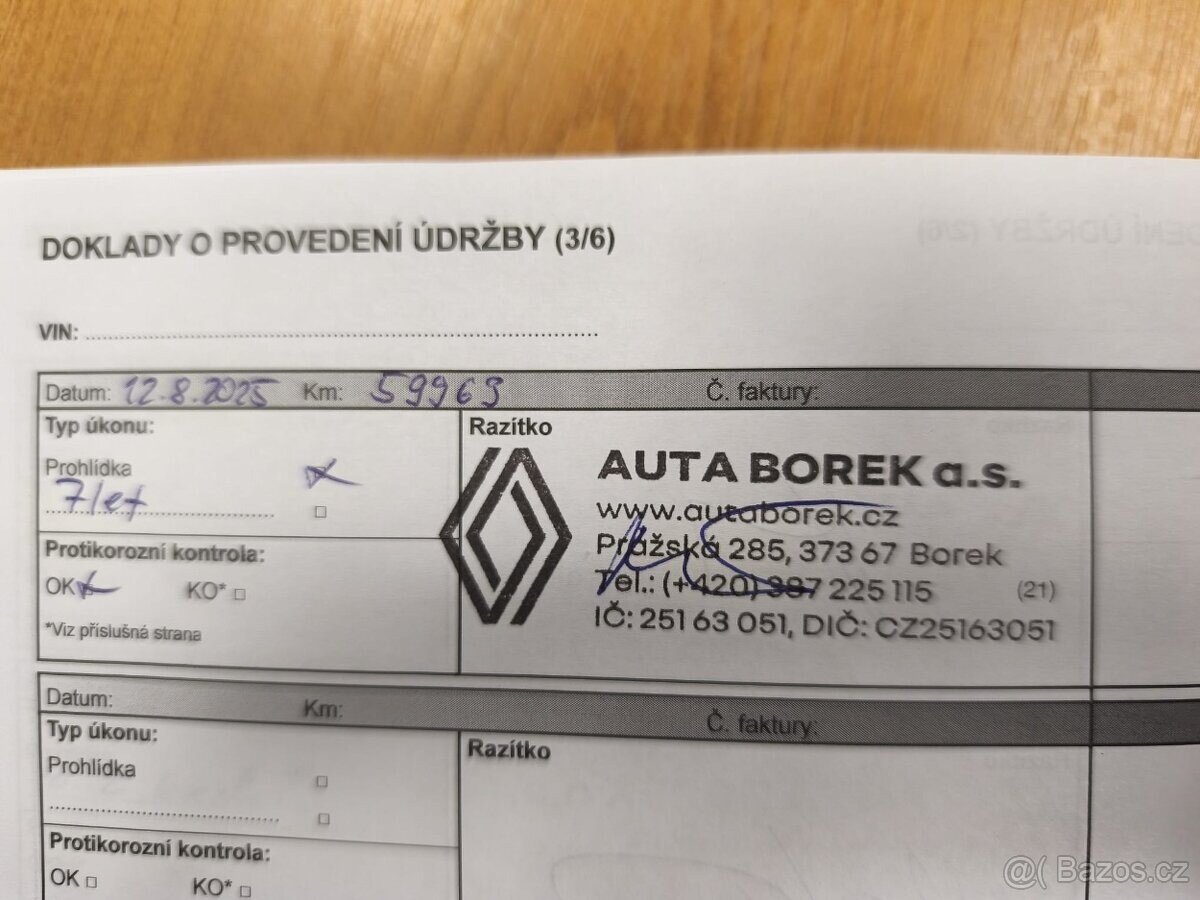 DOKLADY O PROVEDENÍ ÚDRŽBY (3/6)
VIN:
Datum: 12.8.2025 Km: 59963 Č. faktury:
Typ úkonu:
Prohlídka
7 let
Protikorozní kontrola:
OK KO*
*Viz příslušná strana
Razítko
AUTA BOREK a.s.
www.autaborek.cz
Pražská 285, 373 67 Borek
Tel.: (+420) 387 225 115 (21)
IČ: 251 63 051, DIČ: CZ25163051
Datum: Km: Č. faktury:
Typ úkonu:
Prohlídka
Protikorozní kontrola:
OK KO*
Razítko
@( Bazos.cz